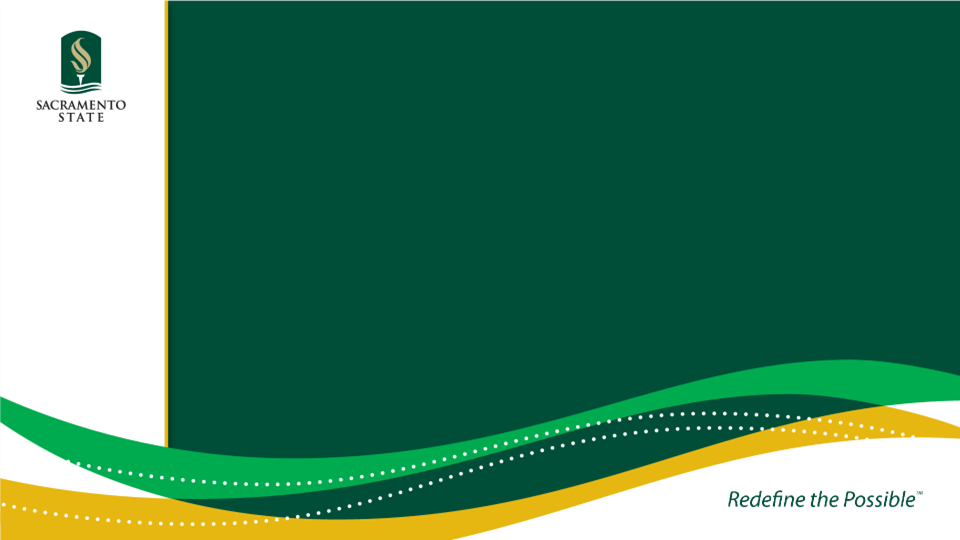 SACRAMENTO
STATE
Redefine the Possible™